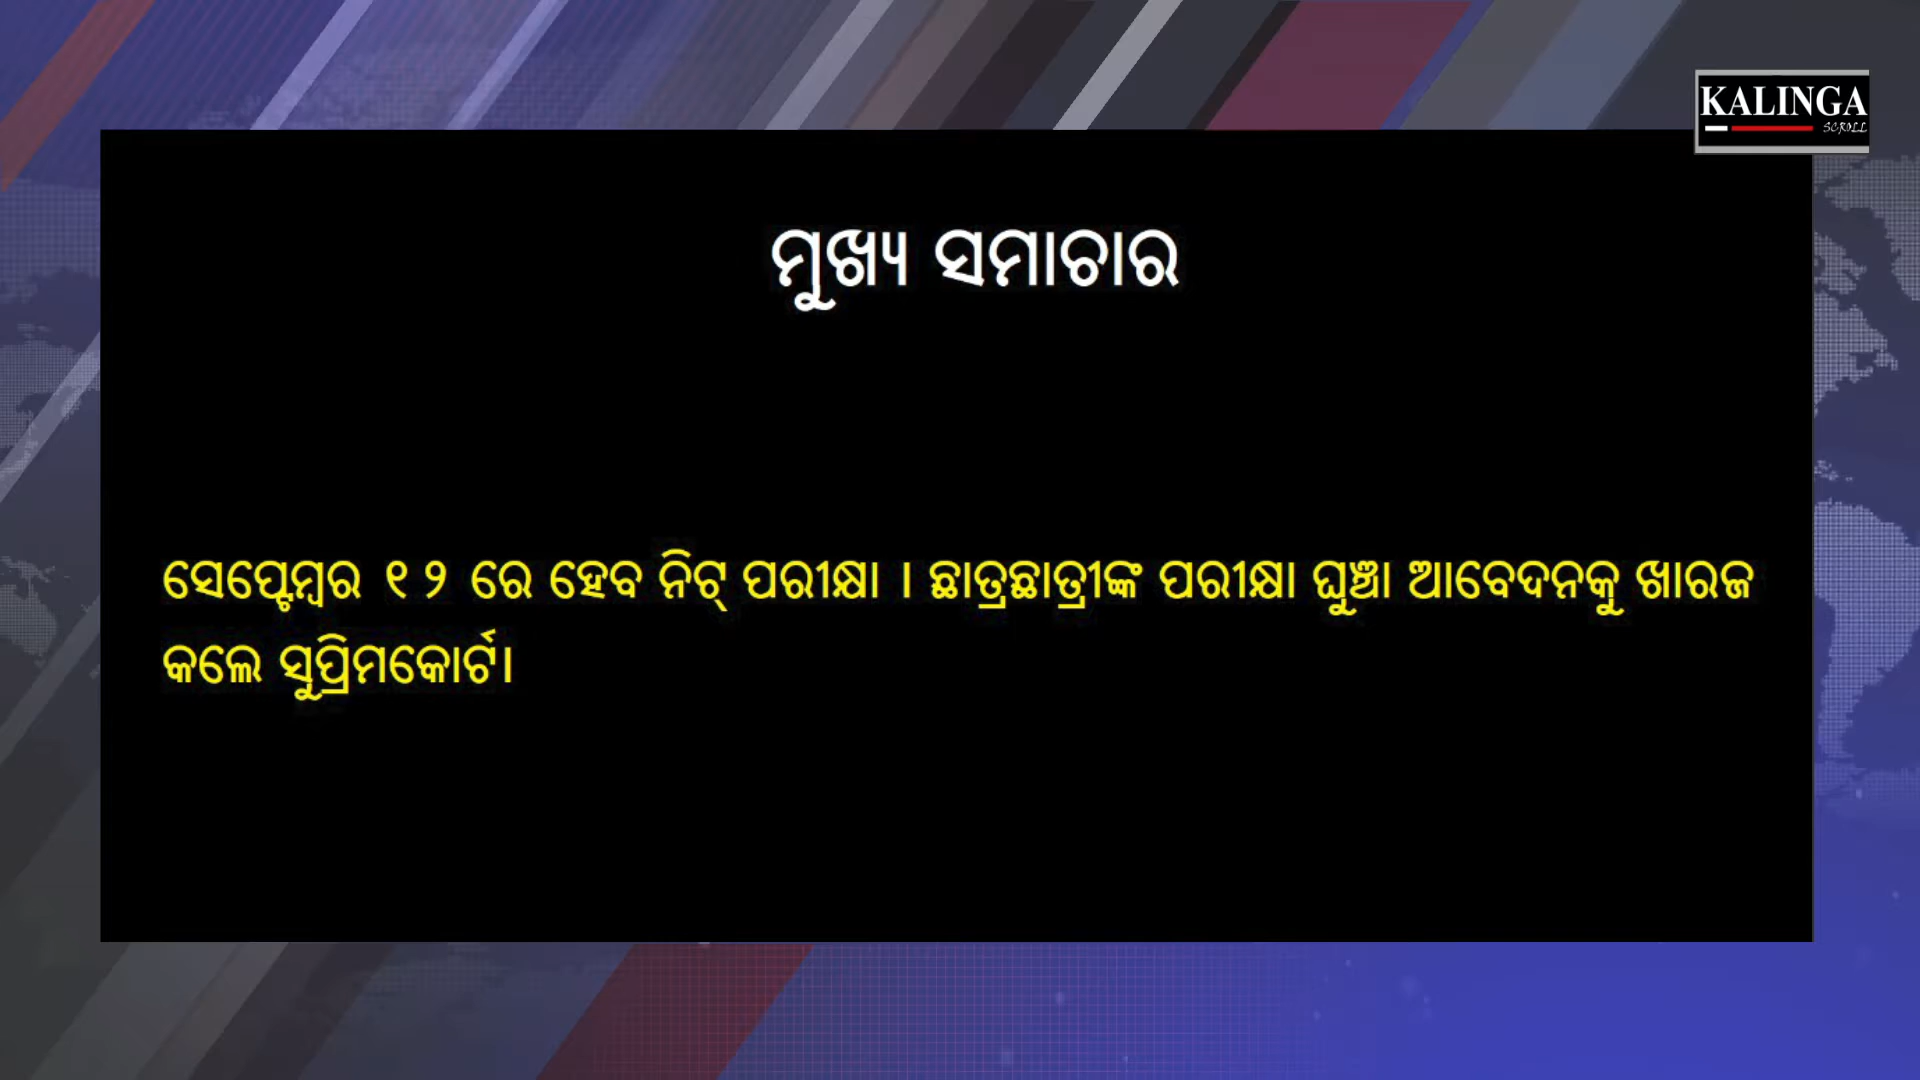 KALINGA
SCROLL
ମୁଖ୍ୟ ସମାଚାର
ସେପ୍ଟେମ୍ବର ୧୨ ରେ ହେବ ନିଟ୍ ପରୀକ୍ଷା । ଛାତ୍ରଛାତ୍ରୀଙ୍କ ପରୀକ୍ଷା ଘୁଞ୍ଚା ଆବେଦନକୁ ଖାରଜ
କଲେ ସୁପ୍ରିମକୋର୍ଟ।